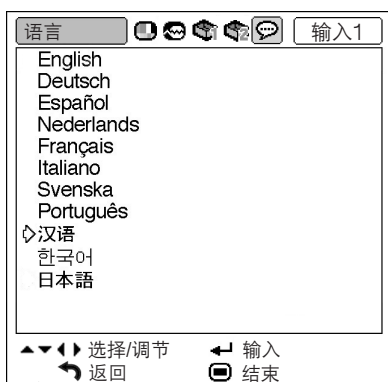 语言 输入1
English
Deutsch
Español
Nederlands
Français
Italiano
Svenska
Português
汉语
한국어
日本語
选择/调节 输入
返回 结束